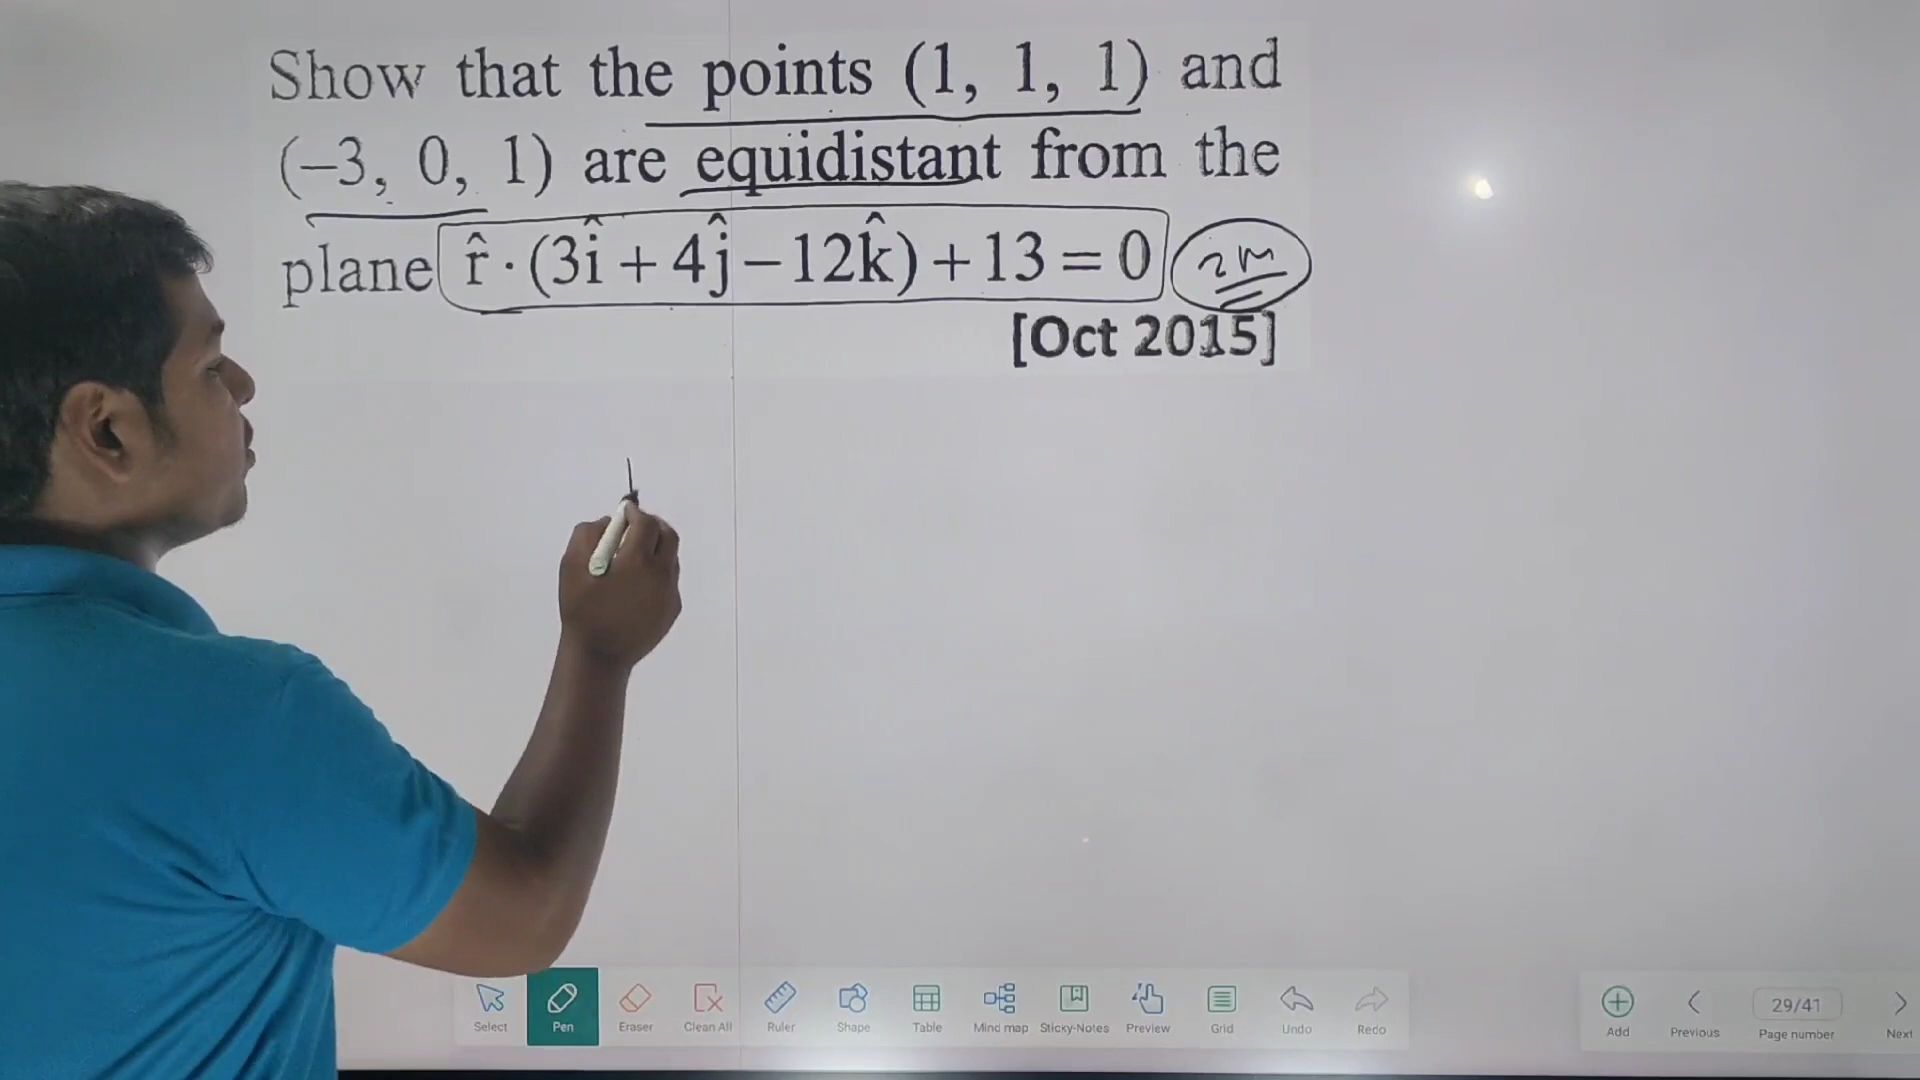 Show that the points (1, 1, 1) and
(–3, 0, 1) are equidistant from the
plane r̂ · (3î + 4ĵ – 12k̂) + 13 = 0 2M
[Oct 2015]
Select Pen Eraser Clean All Ruler Shape Table Mind map Sticky-Notes Preview Grid Undo Redo
Add Previous 29/41 Page number Next